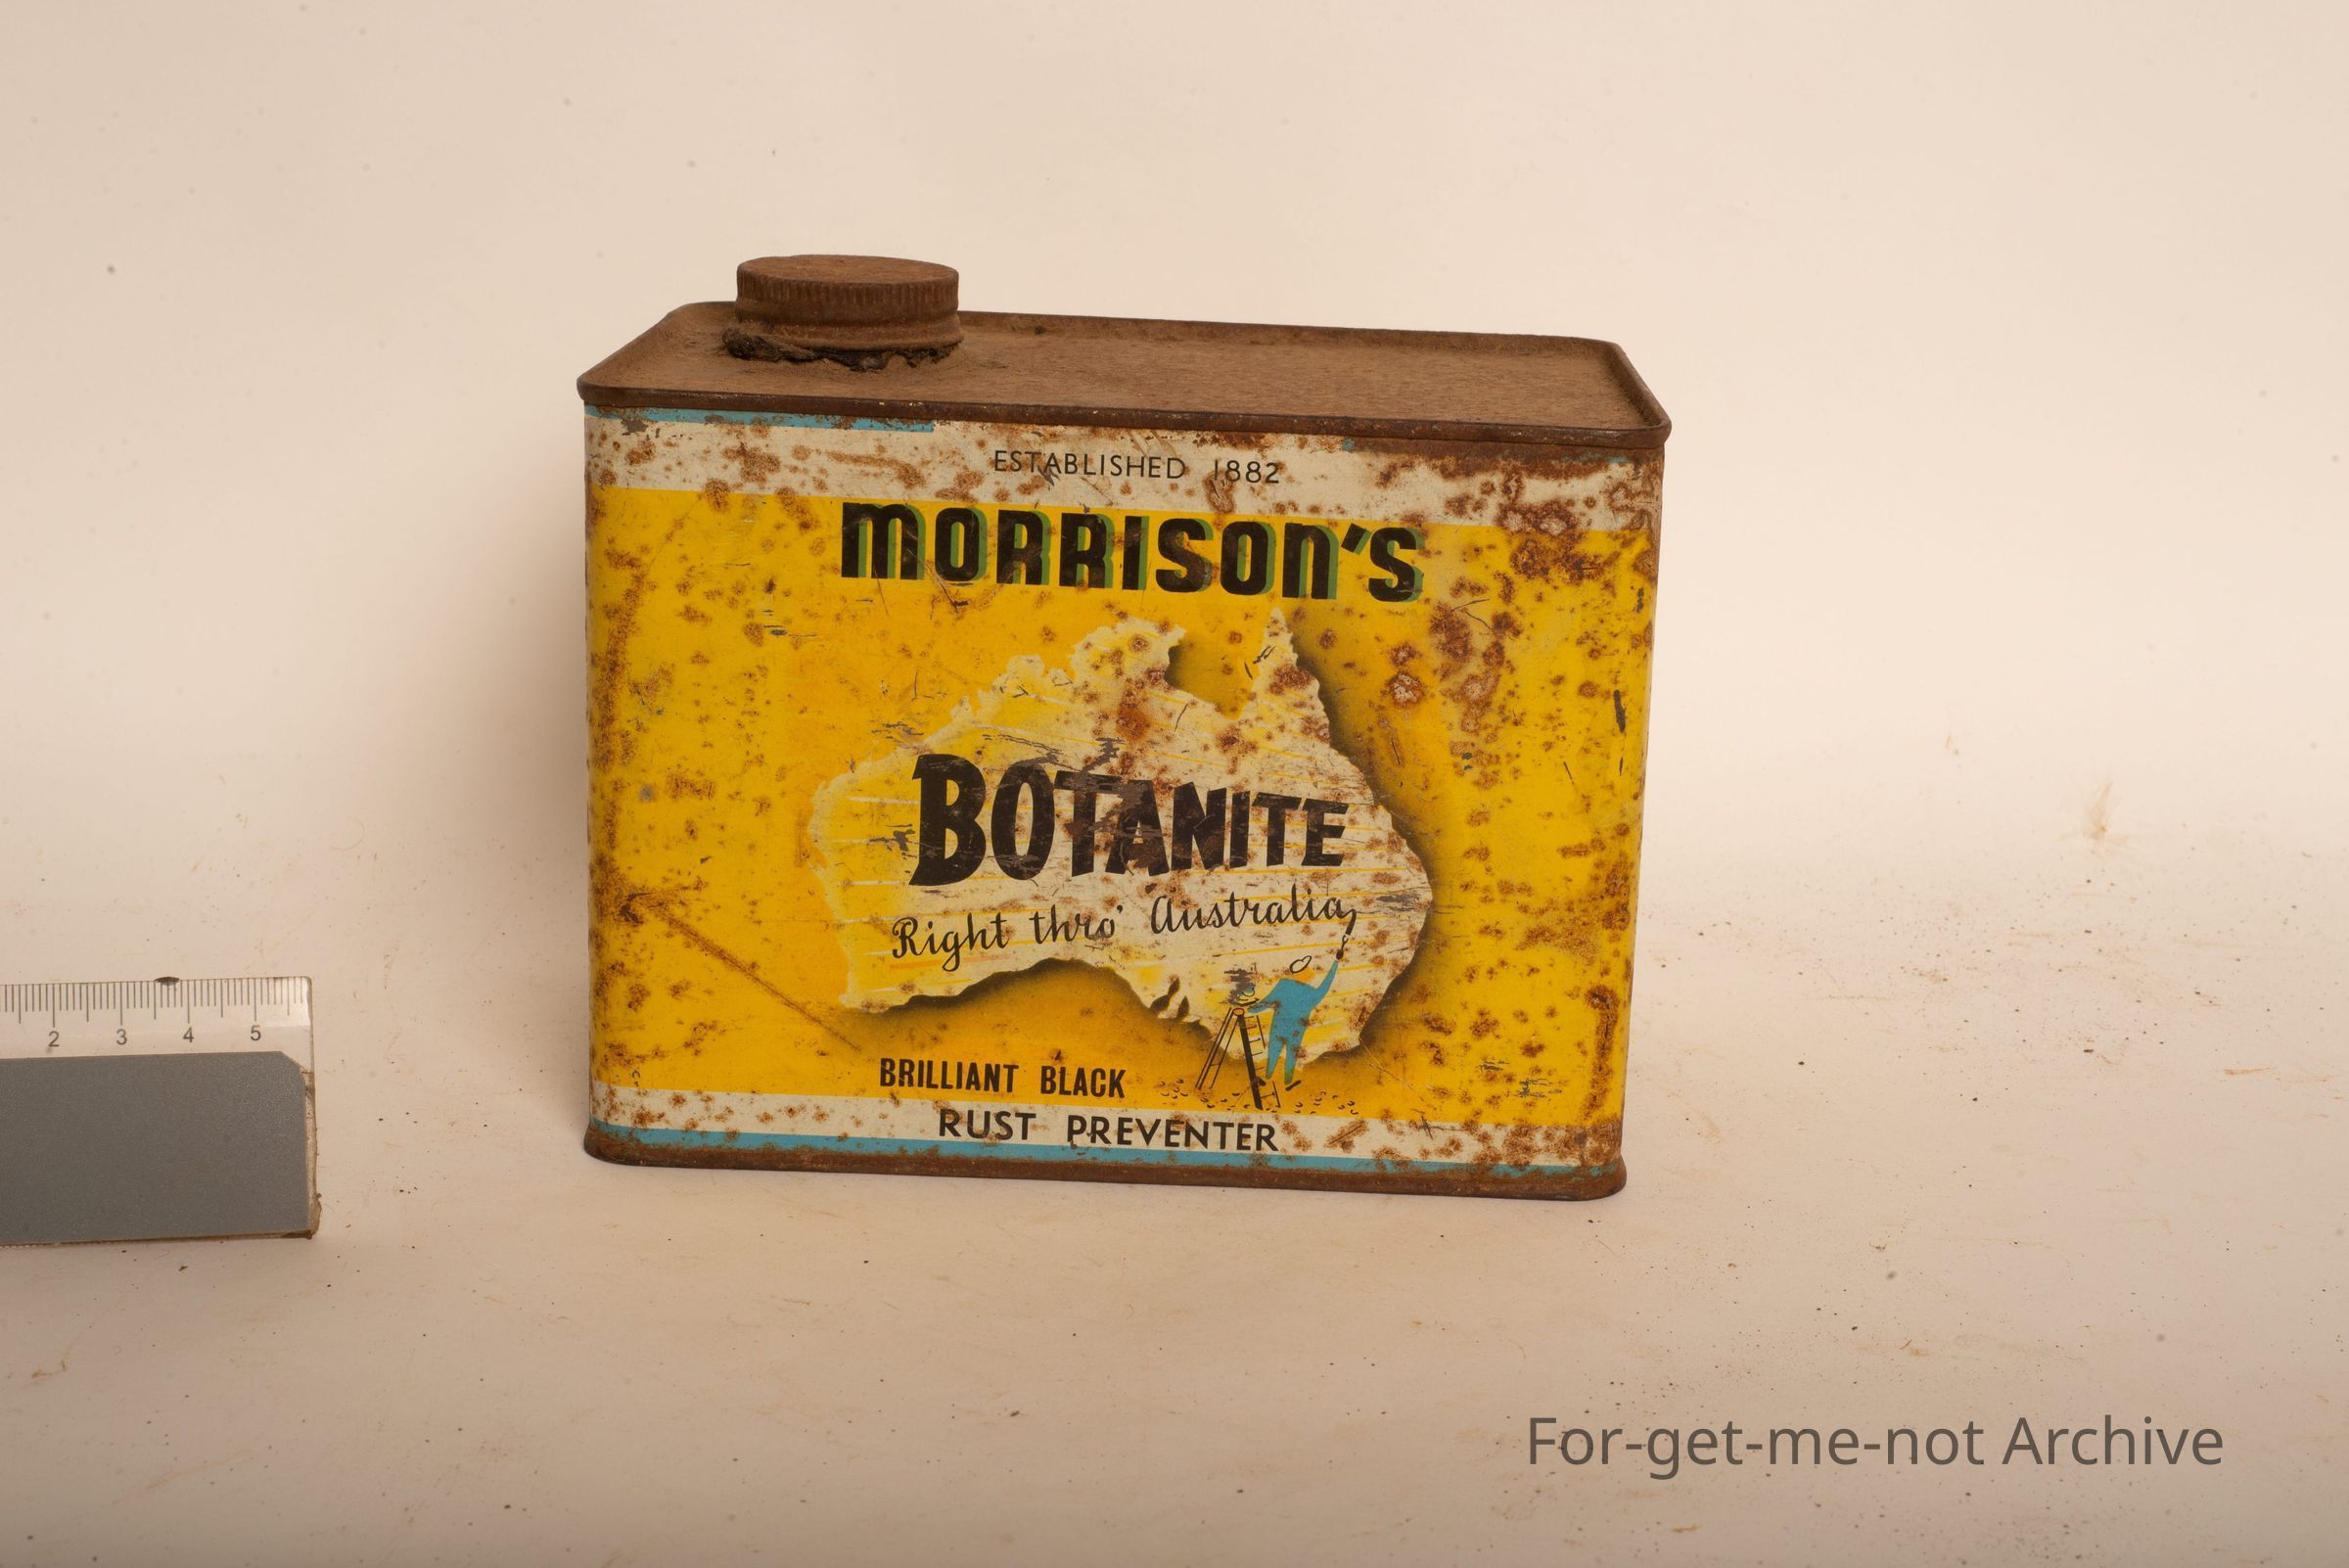 ESTABLISHED 1882
MORRISON'S
BOTANITE
Right thro' Australia
BRILLIANT BLACK
RUST PREVENTER
2 3 4 5
For-get-me-not Archive